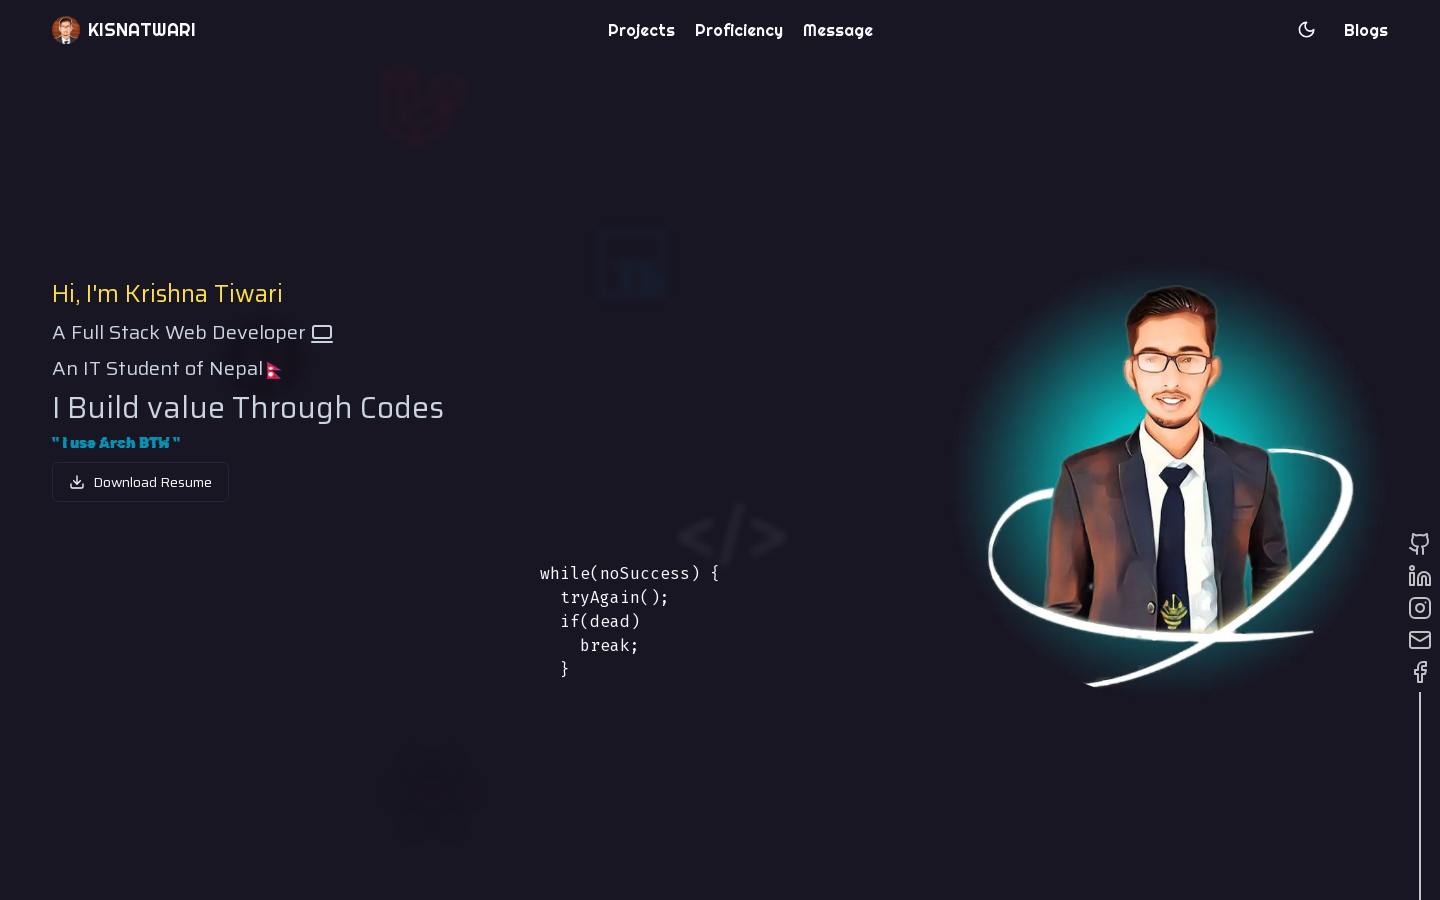 KISNATWARI
Projects Proficiency Message
Blogs
Hi, I'm Krishna Tiwari
A Full Stack Web Developer
An IT Student of Nepal
I Build value Through Codes
" I use Arch BTW "
Download Resume
</>
while(noSuccess) {
  tryAgain();
  if(dead)
    break;
  }